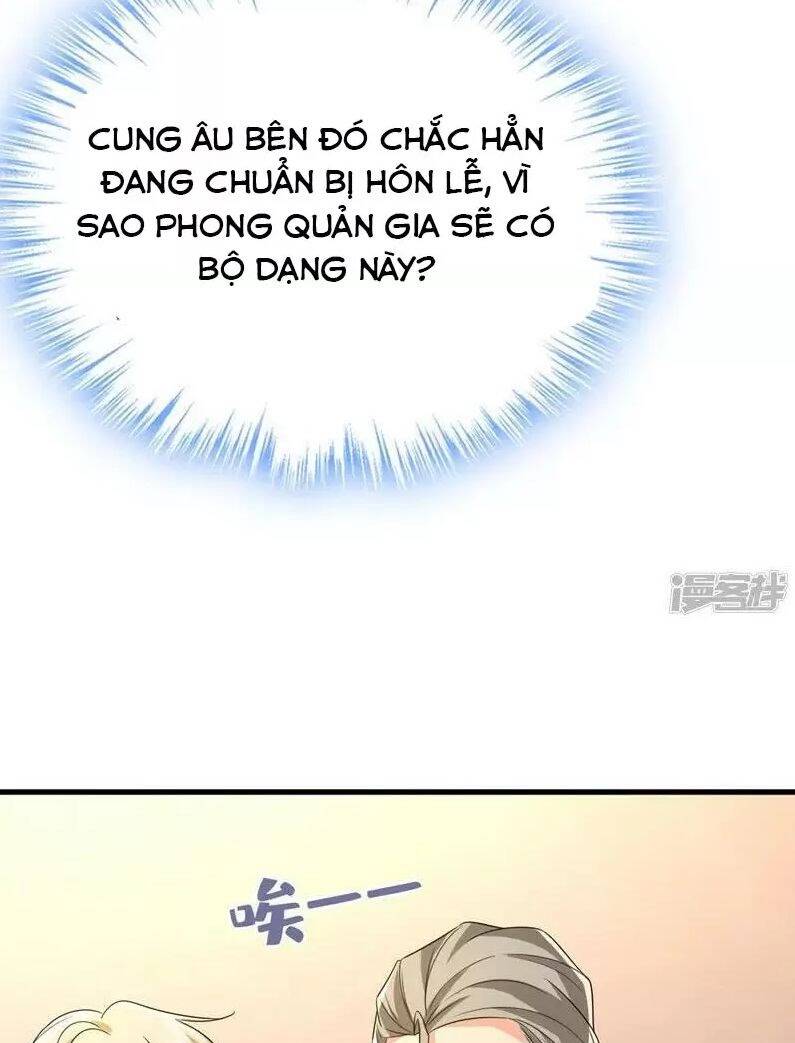 CUNG ÂU BÊN ĐÓ CHẮC HẲN
ĐANG CHUẨN BỊ HÔN LỄ, VÌ
SAO PHONG QUẢN GIA SẼ CÓ
BỘ DẠNG NÀY?
漫客栈
唉——